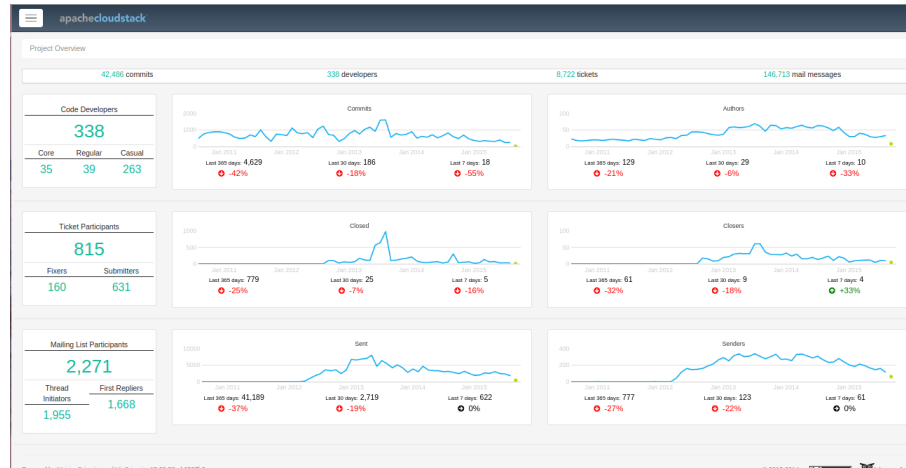 apachecloudstack
Project Overview
42,486 commits 338 developers 8,722 tickets 146,713 mail messages
Code Developers
338
Core Regular Casual
35 39 263
Commits
2000
1000
0
Jan 2011 Jan 2012 Jan 2013 Jan 2014 Jan 2015
Last 365 days: 4,629 Last 30 days: 186 Last 7 days: 18
-42% -18% -55%
Authors
100
50
0
Jan 2011 Jan 2012 Jan 2013 Jan 2014 Jan 2015
Last 365 days: 129 Last 30 days: 29 Last 7 days: 10
-21% -6% -33%
Ticket Participants
815
Fixers Submitters
160 631
Closed
1000
500
0
Jan 2011 Jan 2012 Jan 2013 Jan 2014 Jan 2015
Last 365 days: 779 Last 30 days: 25 Last 7 days: 5
-25% -7% -16%
Closers
100
50
0
Jan 2011 Jan 2012 Jan 2013 Jan 2014 Jan 2015
Last 365 days: 61 Last 30 days: 9 Last 7 days: 4
-32% -18% +33%
Mailing List Participants
2,271
Thread Initiators First Repliers
1,955 1,668
Sent
10000
5000
0
Jan 2011 Jan 2012 Jan 2013 Jan 2014 Jan 2015
Last 365 days: 41,189 Last 30 days: 2,719 Last 7 days: 622
-37% -19% 0%
Senders
400
200
0
Jan 2011 Jan 2012 Jan 2013 Jan 2014 Jan 2015
Last 365 days: 777 Last 30 days: 123 Last 7 days: 61
-27% -22% 0%